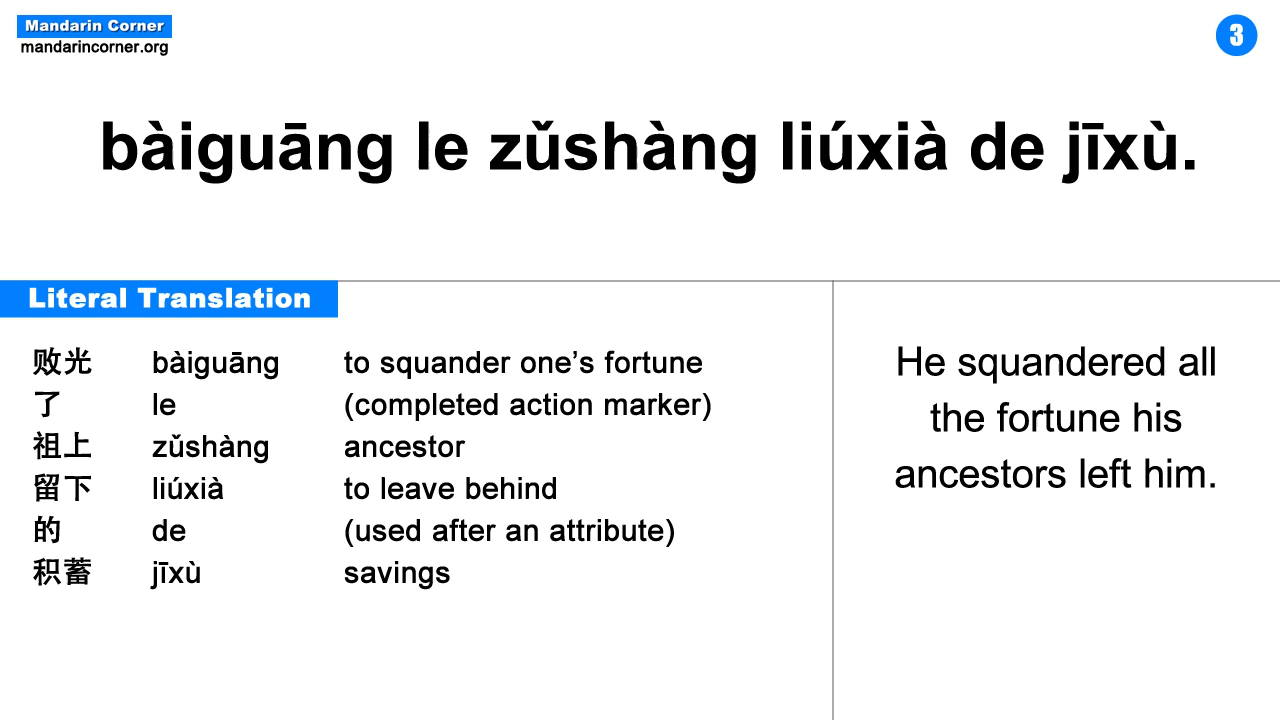 Mandarin Corner
mandarincorner.org
3
bàiguāng le zǔshàng liúxià de jīxù.
Literal Translation
败光 bàiguāng to squander one’s fortune
了 le (completed action marker)
祖上 zǔshàng ancestor
留下 liúxià to leave behind
的 de (used after an attribute)
积蓄 jīxù savings
He squandered all
the fortune his
ancestors left him.